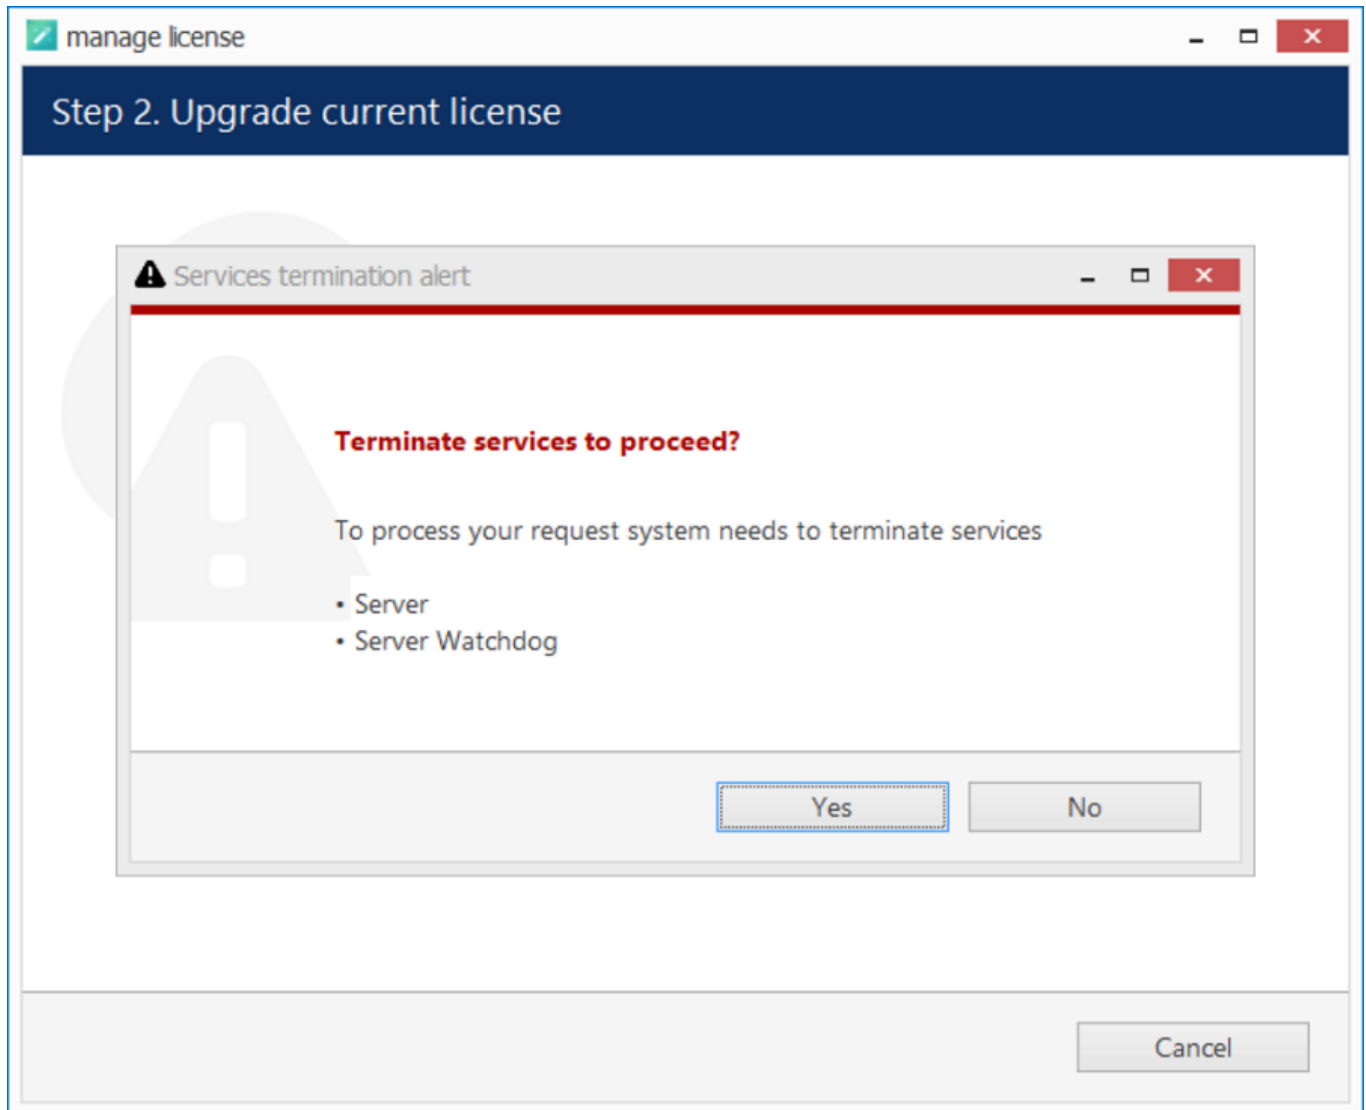 manage license
Step 2. Upgrade current license
Services termination alert
Terminate services to proceed?
To process your request system needs to terminate services
• Server
• Server Watchdog
Yes
No
Cancel